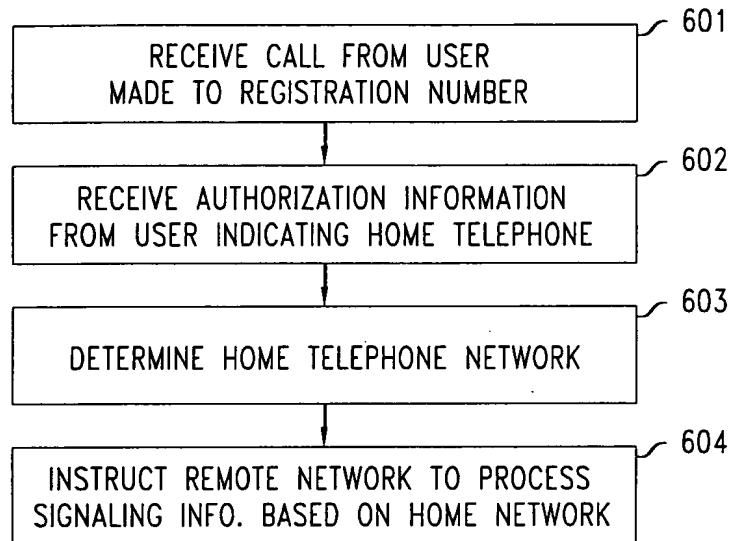 601
RECEIVE CALL FROM USER
MADE TO REGISTRATION NUMBER
602
RECEIVE AUTHORIZATION INFORMATION
FROM USER INDICATING HOME TELEPHONE
603
DETERMINE HOME TELEPHONE NETWORK
604
INSTRUCT REMOTE NETWORK TO PROCESS
SIGNALING INFO. BASED ON HOME NETWORK